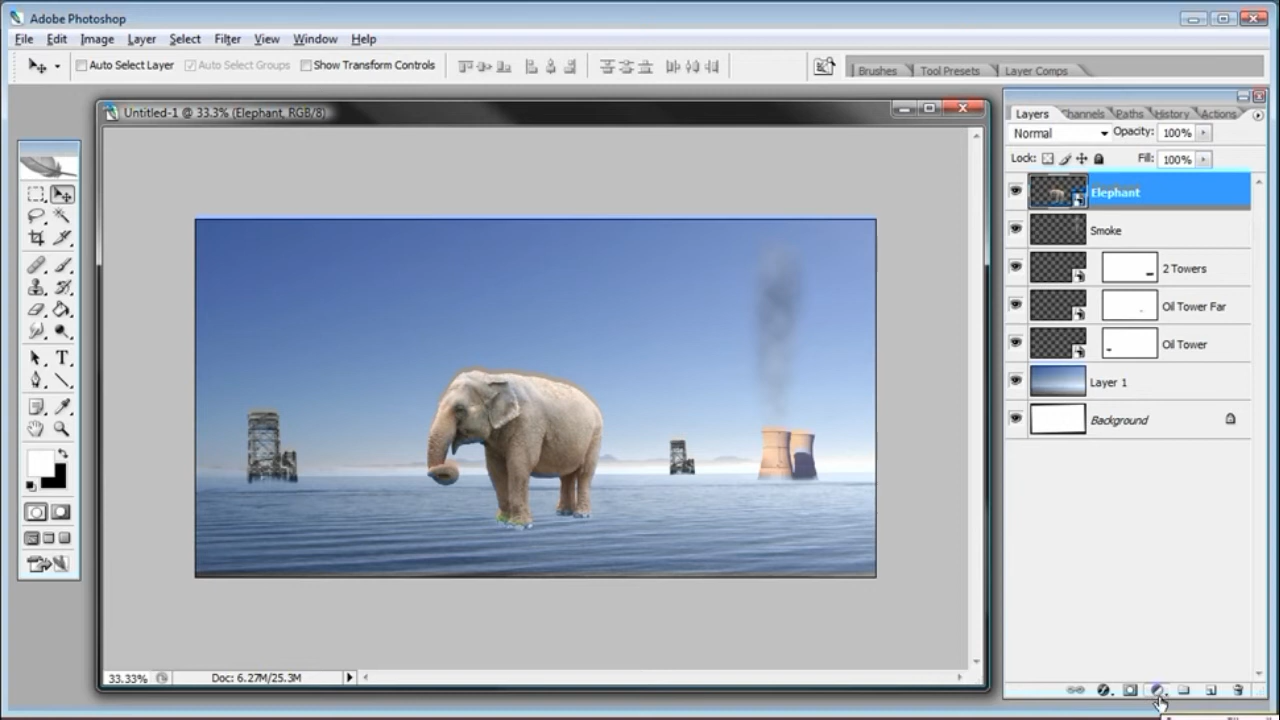 Adobe Photoshop
File Edit Image Layer Select Filter View Window Help
Auto Select Layer Auto Select Groups Show Transform Controls
Brushes Tool Presets Layer Comps
Untitled-1 @ 33.3% (Elephant, RGB/8)
Layers Channels Paths History Actions
Normal Opacity: 100%
Lock: Fill: 100%
Elephant
Smoke
2 Towers
Oil Tower Far
Oil Tower
Layer 1
Background
T
33.33% Doc: 6.27M/25.3M